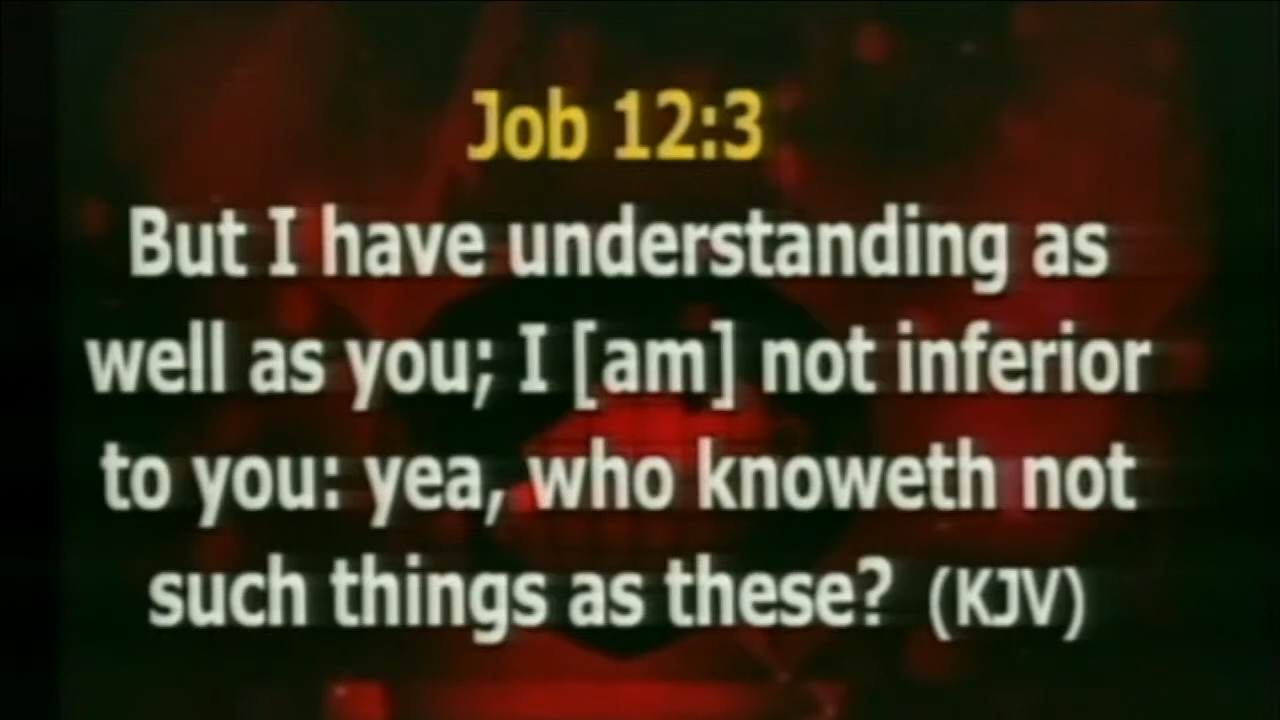 Job 12:3
But I have understanding as
well as you; I [am] not inferior
to you: yea, who knoweth not
such things as these? (KJV)